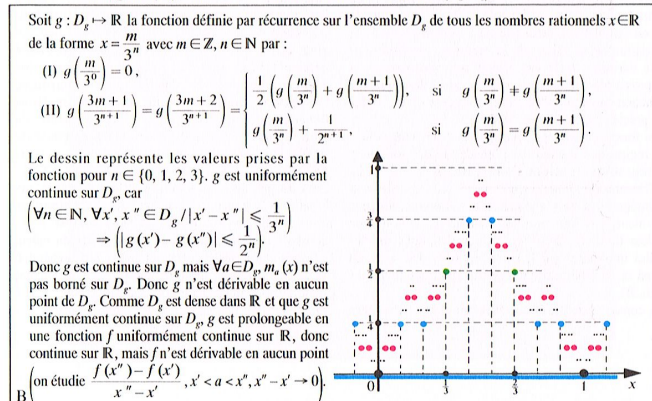 Soit g : D_g ↦ ℝ la fonction définie par récurrence sur l'ensemble D_g de tous les nombres rationnels x∈ℝ
de la forme x = m/3^n avec m ∈ ℤ, n ∈ ℕ par :
(I) g(m/3^0) = 0,
(II) g((3m + 1)/3^{n+1}) = g((3m + 2)/3^{n+1}) = { 1/2 (g(m/3^n) + g((m + 1)/3^n)), si g(m/3^n) ≠ g((m + 1)/3^n),
g(m/3^n) + 1/2^{n+1}, si g(m/3^n) = g((m + 1)/3^n).
Le dessin représente les valeurs prises par la
fonction pour n ∈ {0, 1, 2, 3}. g est uniformément
continue sur D_g, car
(∀n ∈ ℕ, ∀x', x" ∈ D_g / |x' − x"| ⩽ 1/3^n)
⇒ (|g(x') − g(x")| ⩽ 1/2^n).
Donc g est continue sur D_g mais ∀a∈D_g, m_a (x) n'est
pas borné sur D_g. Donc g n'est dérivable en aucun
point de D_g. Comme D_g est dense dans ℝ et que g est
uniformément continue sur D_g, g est prolongeable en
une fonction f uniformément continue sur ℝ, donc
continue sur ℝ, mais f n'est dérivable en aucun point
(on étudie (f(x") − f(x'))/(x" − x'), x' < a < x", x" − x' → 0).
B
1
3/4
1/2
1/4
0
1/3
2/3
1
x